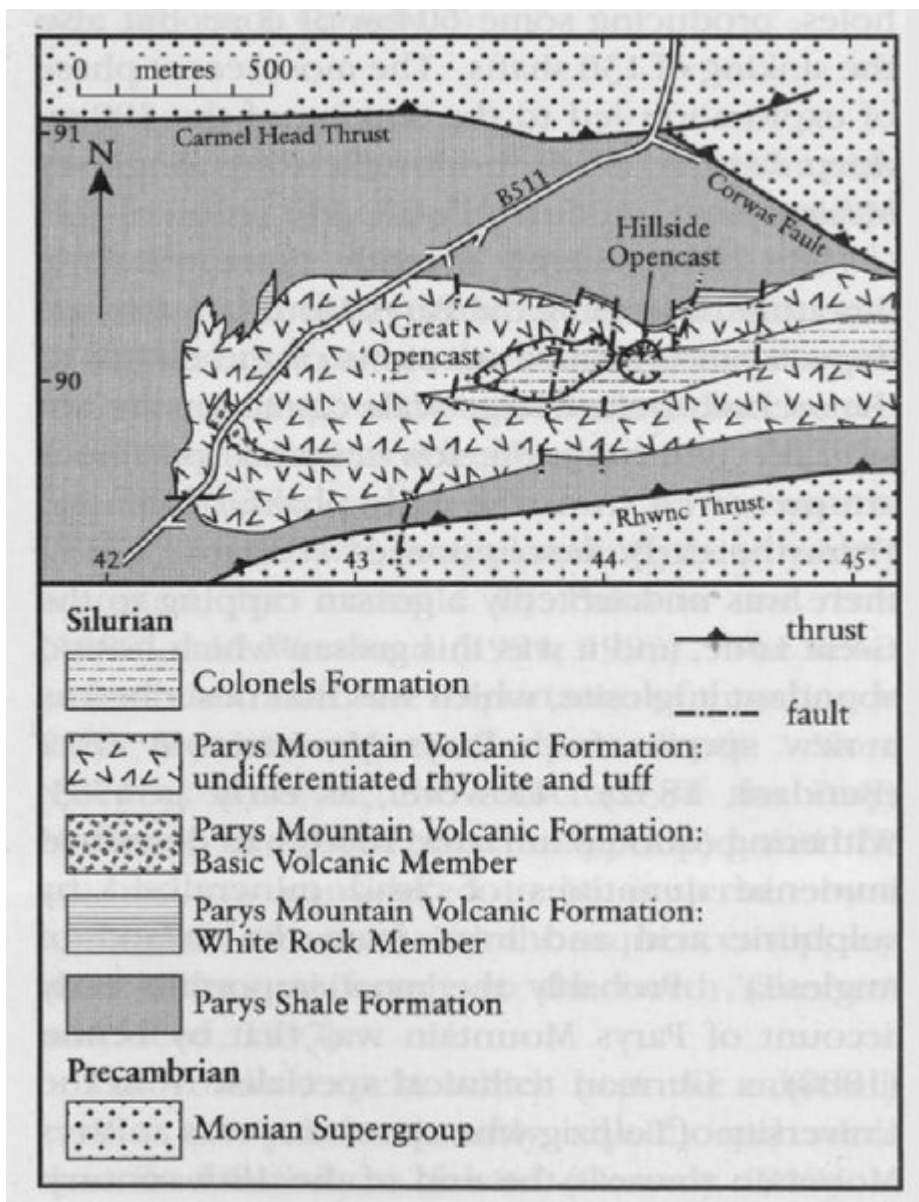 0 metres 500
91
Carmel Head Thrust
N
B511
Corwas Fault
Hillside
Opencast
Great
Opencast
90
Rhwnc Thrust
42 43 44 45
Silurian
Colonels Formation
Parys Mountain Volcanic Formation:
undifferentiated rhyolite and tuff
Parys Mountain Volcanic Formation:
Basic Volcanic Member
Parys Mountain Volcanic Formation:
White Rock Member
Parys Shale Formation
Precambrian
Monian Supergroup
thrust
fault